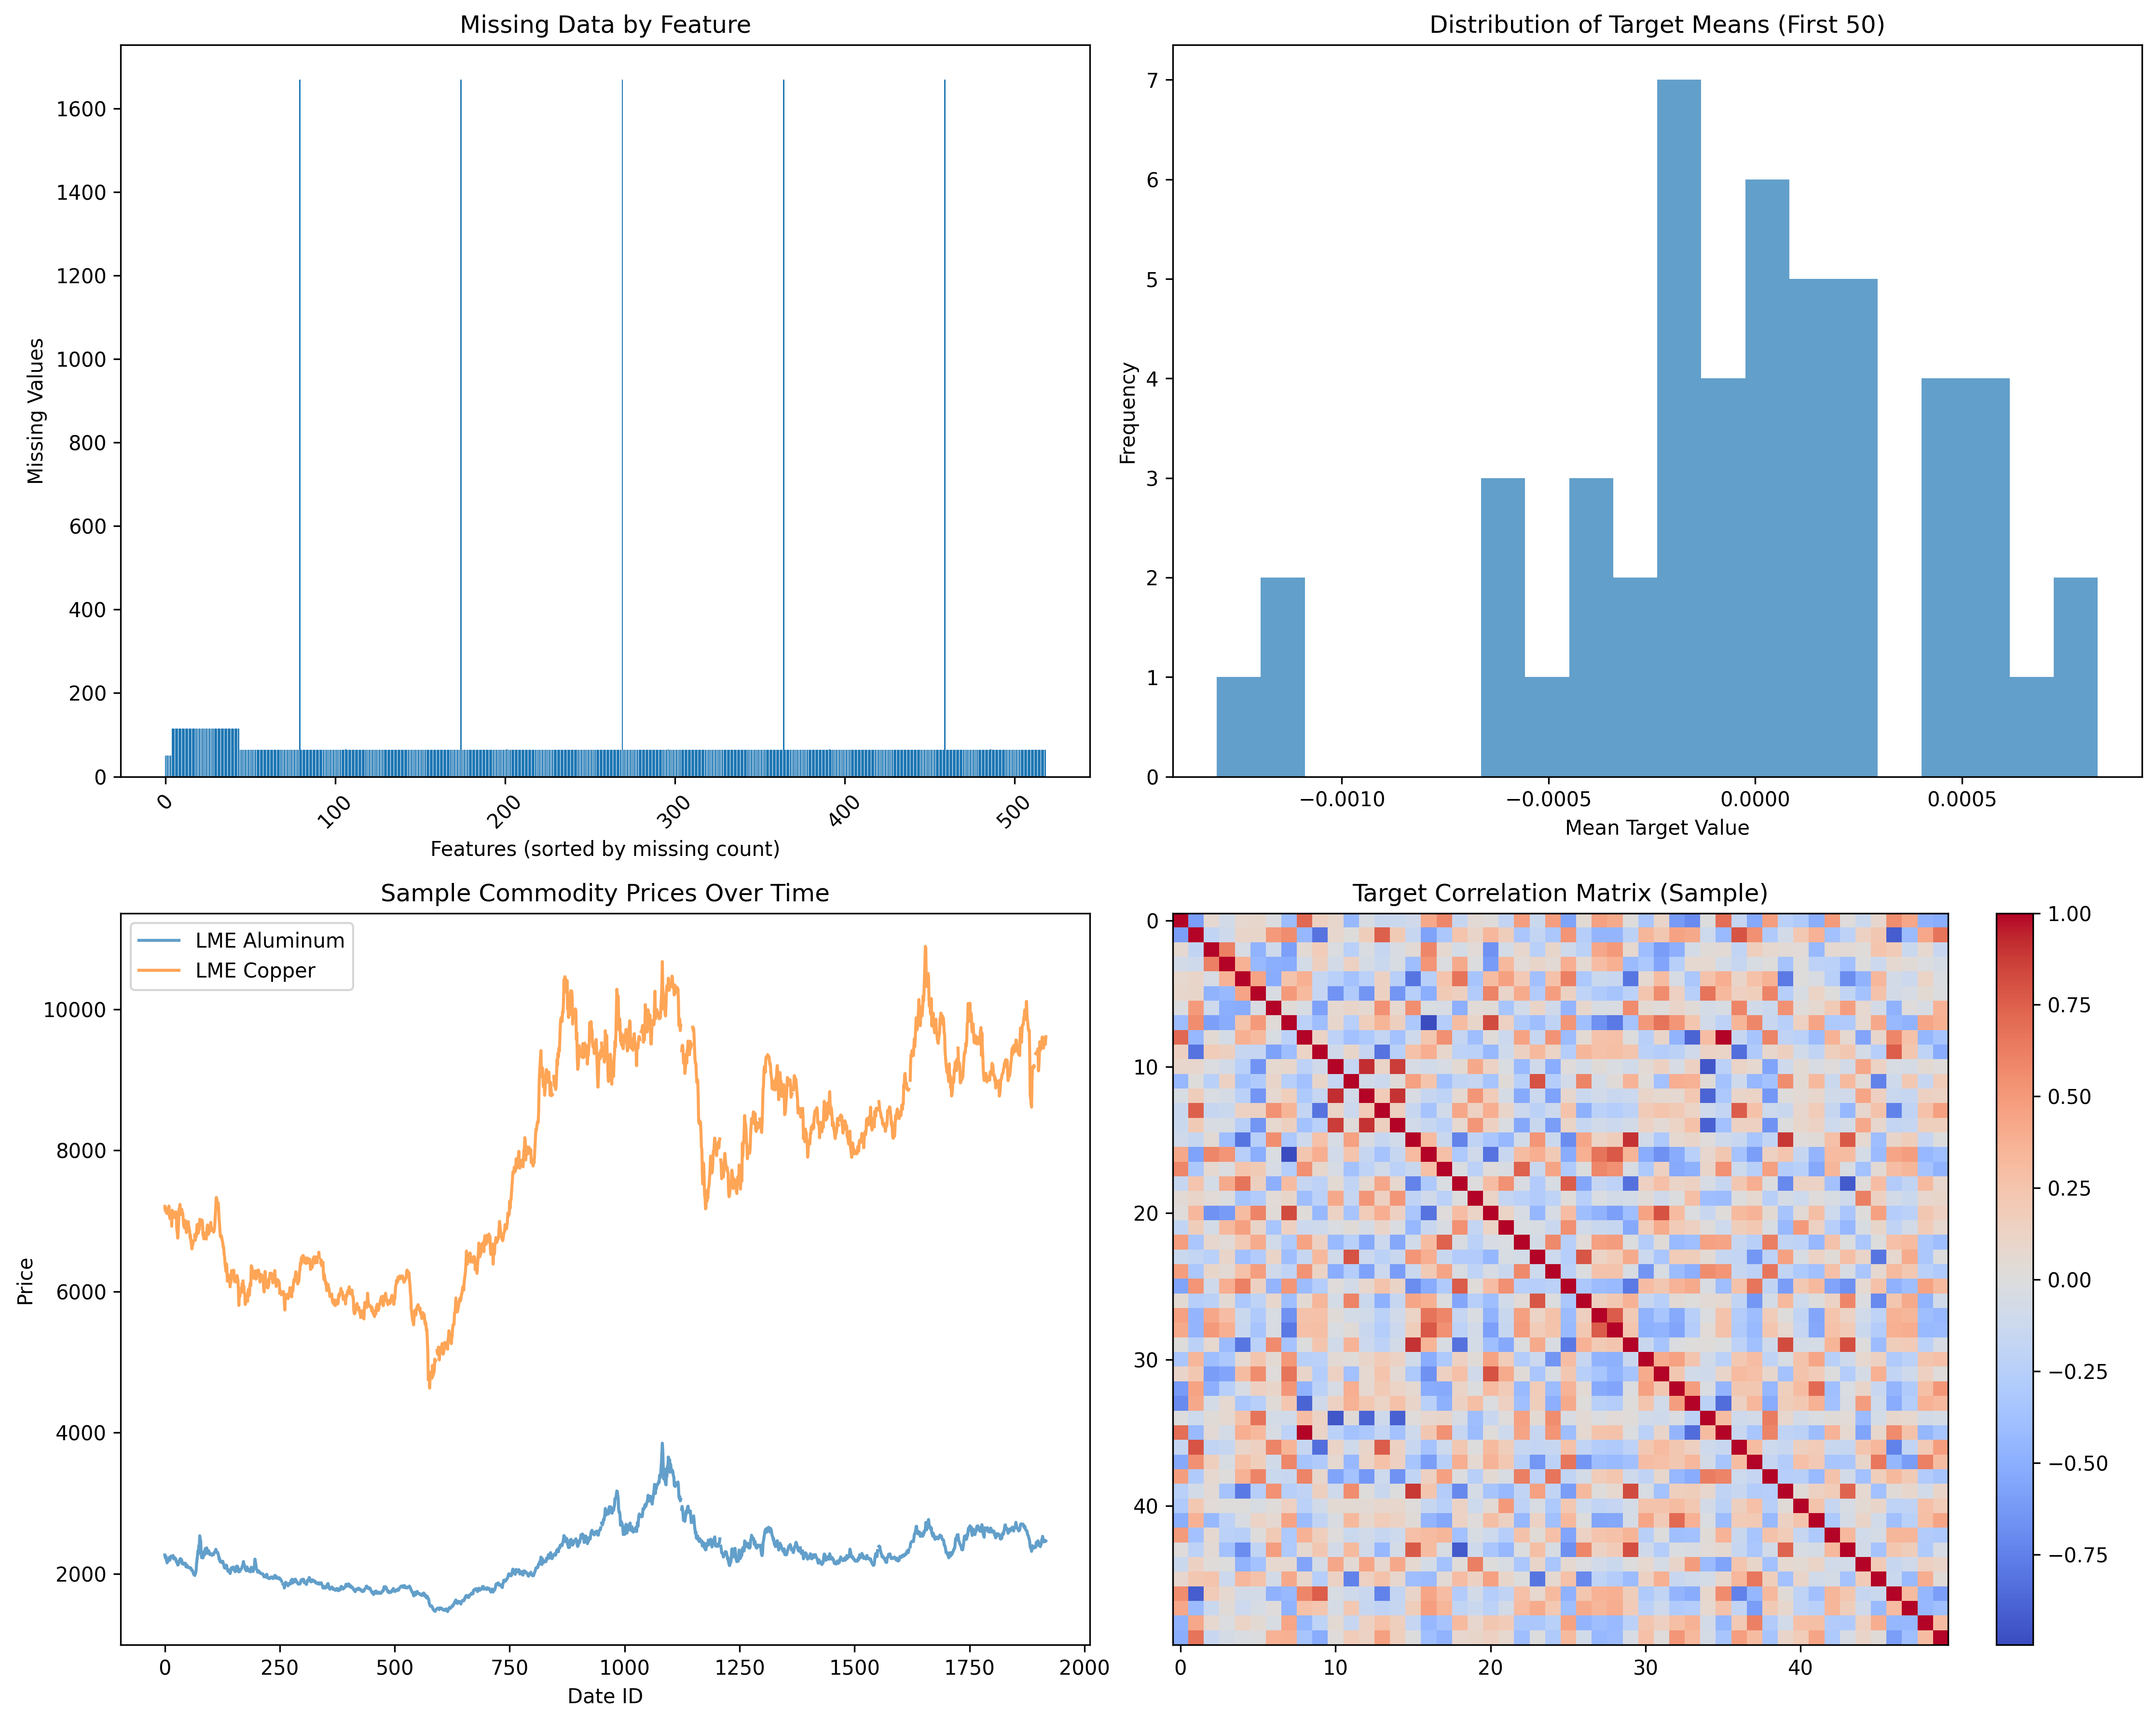 Missing Data by Feature
Missing Values
1600
1400
1200
1000
800
600
400
200
0
0 100 200 300 400 500
Features (sorted by missing count)
Distribution of Target Means (First 50)
Frequency
7
6
5
4
3
2
1
0
−0.0010 −0.0005 0.0000 0.0005
Mean Target Value
Sample Commodity Prices Over Time
LME Aluminum
LME Copper
Price
10000
8000
6000
4000
2000
0 250 500 750 1000 1250 1500 1750 2000
Date ID
Target Correlation Matrix (Sample)
0
10
20
30
40
0 10 20 30 40
1.00
0.75
0.50
0.25
0.00
−0.25
−0.50
−0.75